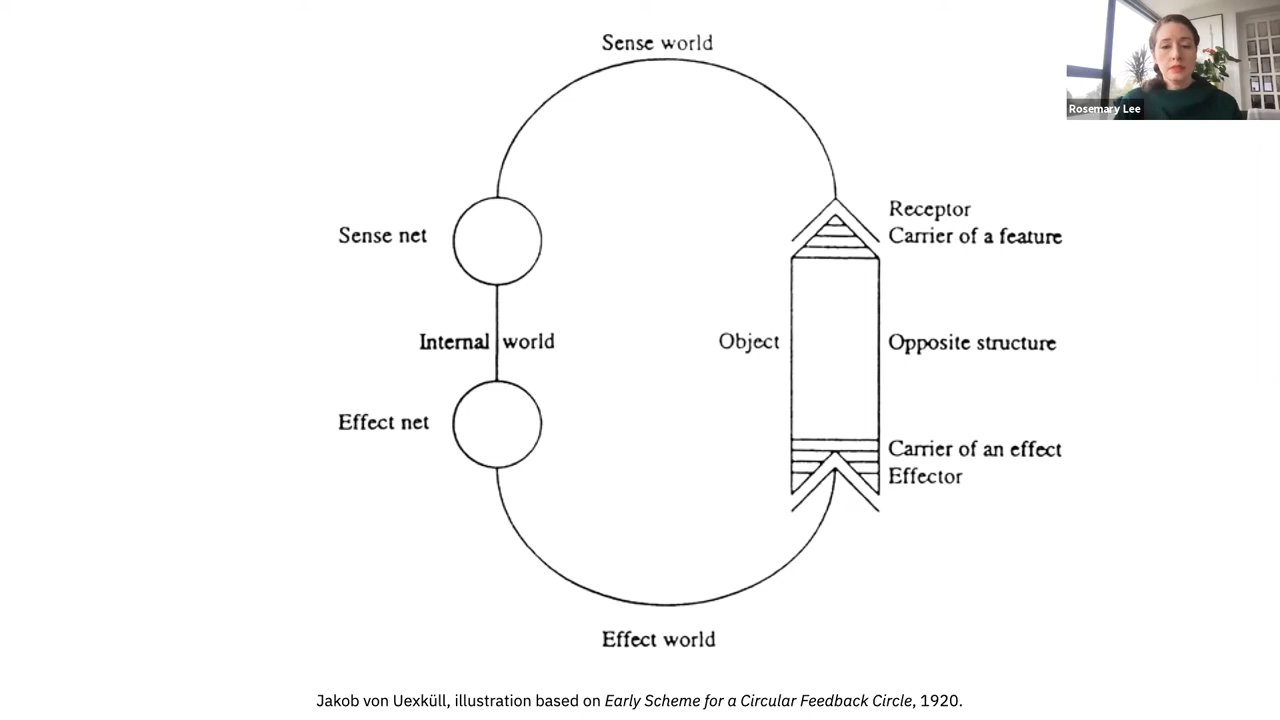 Sense world
Rosemary Lee
Receptor
Sense net
Carrier of a feature
Internal world
Object
Opposite structure
Effect net
Carrier of an effect
Effector
Effect world
Jakob von Uexküll, illustration based on Early Scheme for a Circular Feedback Circle, 1920.